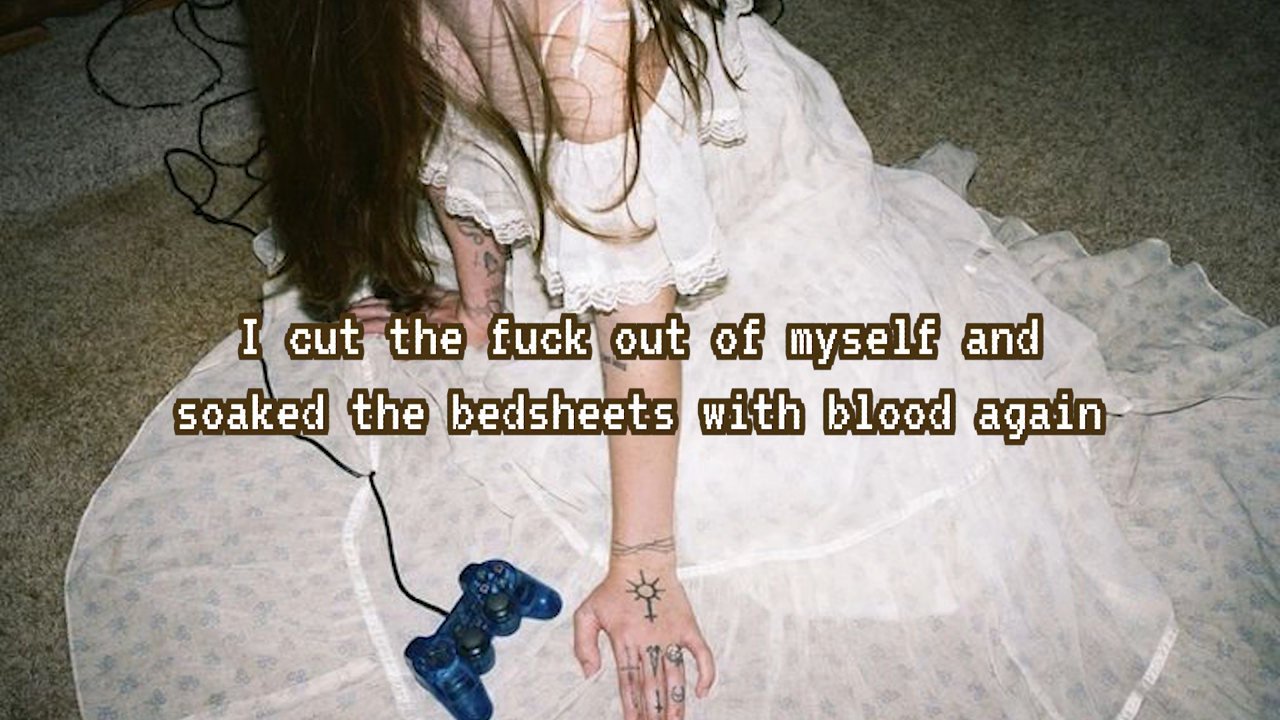 I cut the fuck out of myself and
soaked the bedsheets with blood again